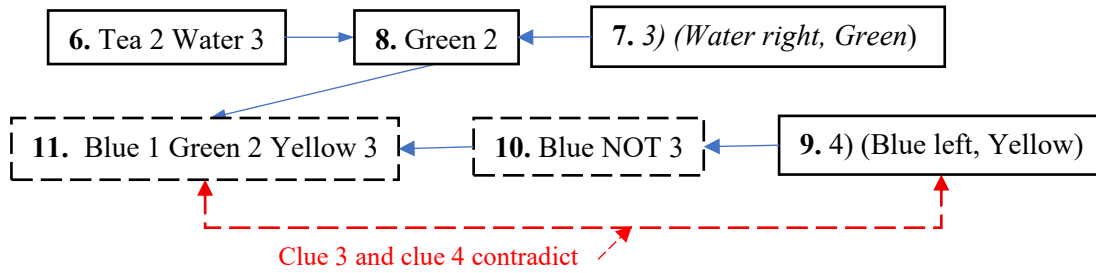 6. Tea 2 Water 3
8. Green 2
7. 3) (Water right, Green)
11. Blue 1 Green 2 Yellow 3
10. Blue NOT 3
9. 4) (Blue left, Yellow)
Clue 3 and clue 4 contradict